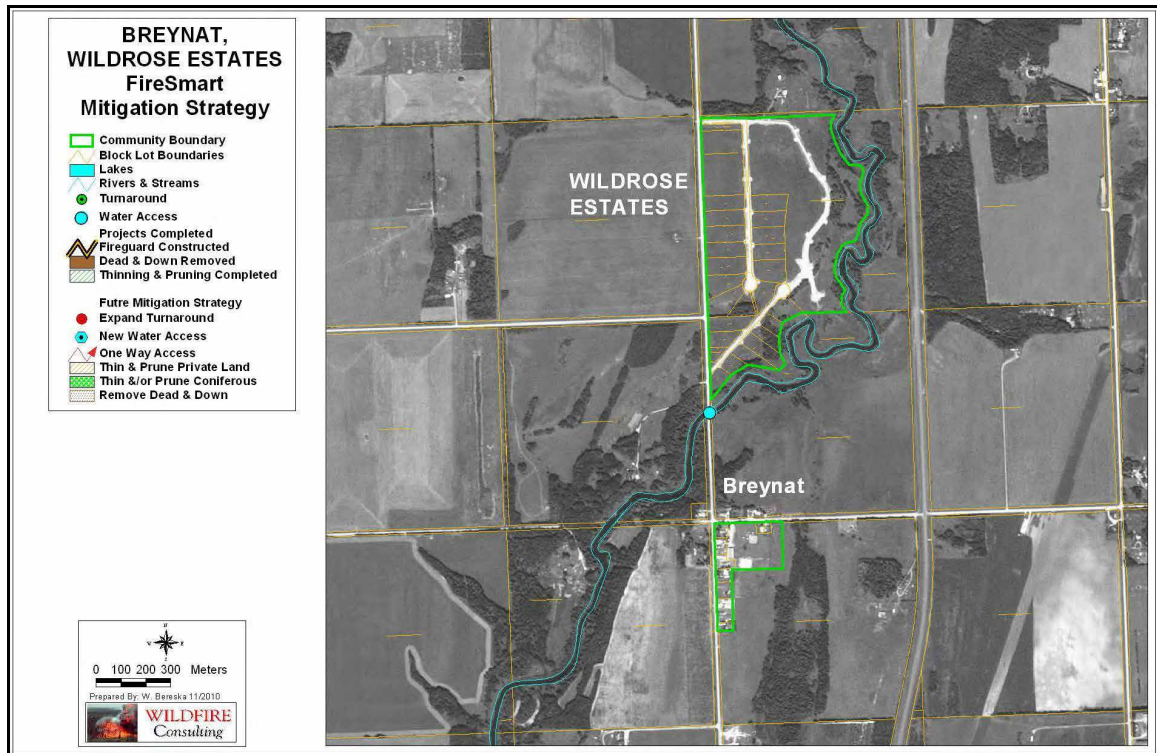 BREYNAT,
WILDROSE ESTATES
FireSmart
Mitigation Strategy
Community Boundary
Block Lot Boundaries
Lakes
Rivers & Streams
Turnaround
Water Access
Projects Completed
Fireguard Constructed
Dead & Down Removed
Thinning & Pruning Completed
Futre Mitigation Strategy
Expand Turnaround
New Water Access
One Way Access
Thin & Prune Private Land
Thin &/or Prune Coniferous
Remove Dead & Down
WILDROSE
ESTATES
Breynat
N
W E
S
0 100 200 300 Meters
Prepared By: W. Bereska 11/2010
WILDFIRE
Consulting